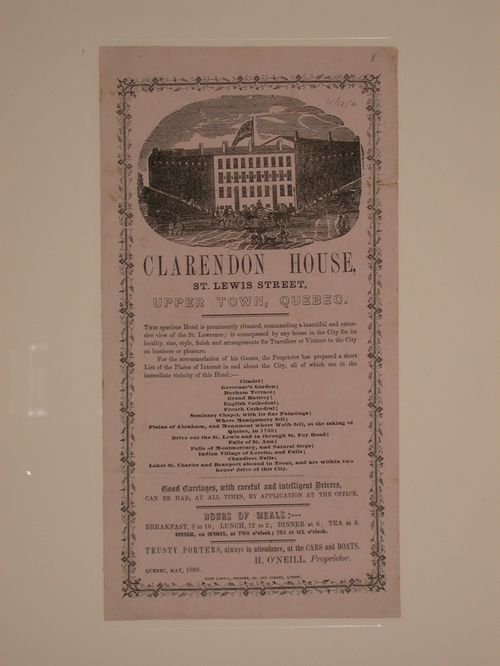 CLARENDON HOUSE,
ST. LEWIS STREET,
UPPER TOWN, QUEBEC.
THIS spacious Hotel is prominently situated, commanding a beautiful and exten-
sive view of the St. Lawrence; is unsurpassed by any house in the City for its
locality, size, style, finish and arrangements for Travellers or Visitors to the City
on business or pleasure.
For the accommodation of his Guests, the Proprietor has prepared a short
List of the Places of Interest in and about the City, all of which are in the
immediate vicinity of this Hotel:—
Citadel;
Governor's Garden;
Durham Terrace;
Grand Battery;
English Cathedral;
French Cathedral;
Seminary Chapel, with its fine Paintings;
Where Montgomery fell;
Plains of Abraham, and Monument where Wolfe fell, at the taking of
Quebec, in 1759;
Drive out the St. Lewis and in through St. Foy Road;
Falls of St. Ann;
Falls of Montmorency, and Natural Steps;
Indian Village of Lorette, and Falls;
Chaudiere Falls;
Lakes St. Charles and Beauport abound in Trout, and are within two
hours' drive of this City.
Good Carriages, with careful and intelligent Drivers,
CAN BE HAD, AT ALL TIMES, BY APPLICATION AT THE OFFICE.
HOURS OF MEALS:---
BREAKFAST, 8 to 10; LUNCH, 12 to 2; DINNER at 6; TEA at 8.
DINNER, on SUNDAY, at TWO o'clock; TEA at SIX o'clock.
TRUSTY PORTERS, always in attendance, at the CARS and BOATS.
H. O'NEILL, Proprietor.
QUEBEC, MAY, 1860.